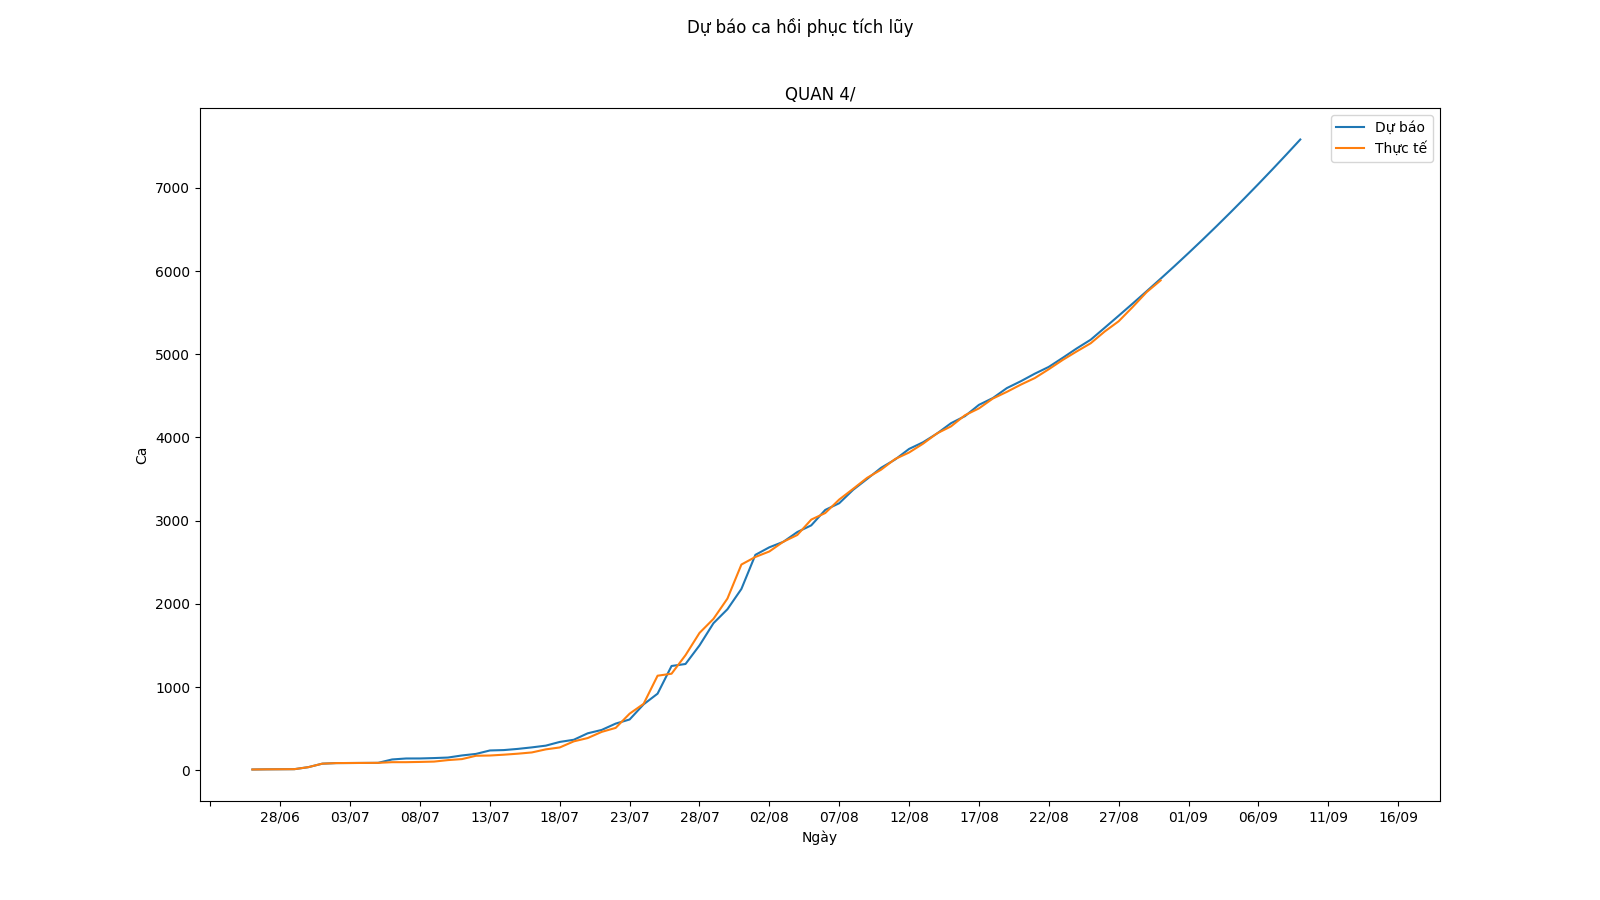 Dự báo ca hồi phục tích lũy
QUAN 4/
Dự báo
Thực tế
7000
6000
5000
4000
3000
2000
1000
0
Ca
28/06 03/07 08/07 13/07 18/07 23/07 28/07 02/08 07/08 12/08 17/08 22/08 27/08 01/09 06/09 11/09 16/09
Ngày